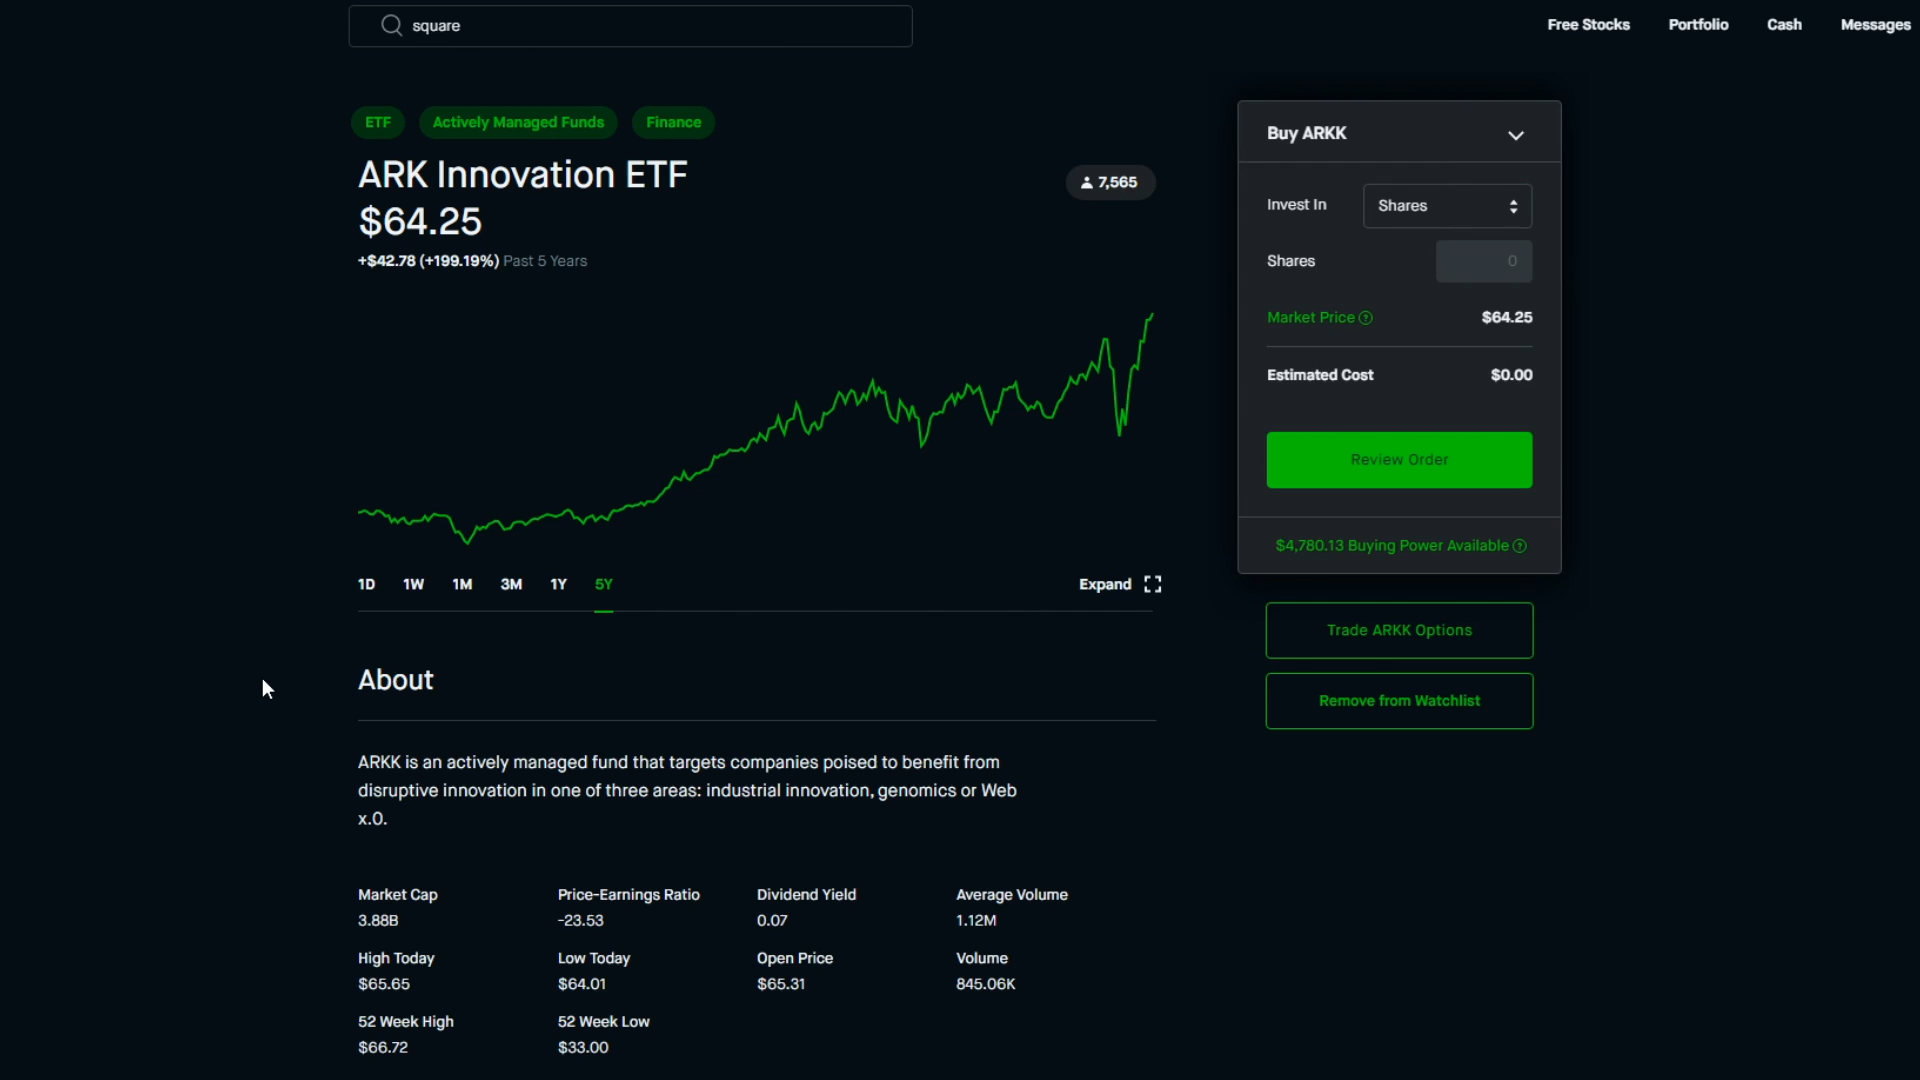 square
Free Stocks Portfolio Cash Messages
ETF Actively Managed Funds Finance
ARK Innovation ETF
$64.25
+$42.78 (+199.19%) Past 5 Years
7,565
1D 1W 1M 3M 1Y 5Y
Expand
Buy ARKK
Invest In Shares
Shares 0
Market Price ? $64.25
Estimated Cost $0.00
Review Order
$4,780.13 Buying Power Available ?
Trade ARKK Options
Remove from Watchlist
About
ARKK is an actively managed fund that targets companies poised to benefit from
disruptive innovation in one of three areas: industrial innovation, genomics or Web
x.0.
Market Cap Price-Earnings Ratio Dividend Yield Average Volume
3.88B -23.53 0.07 1.12M
High Today Low Today Open Price Volume
$65.65 $64.01 $65.31 845.06K
52 Week High 52 Week Low
$66.72 $33.00